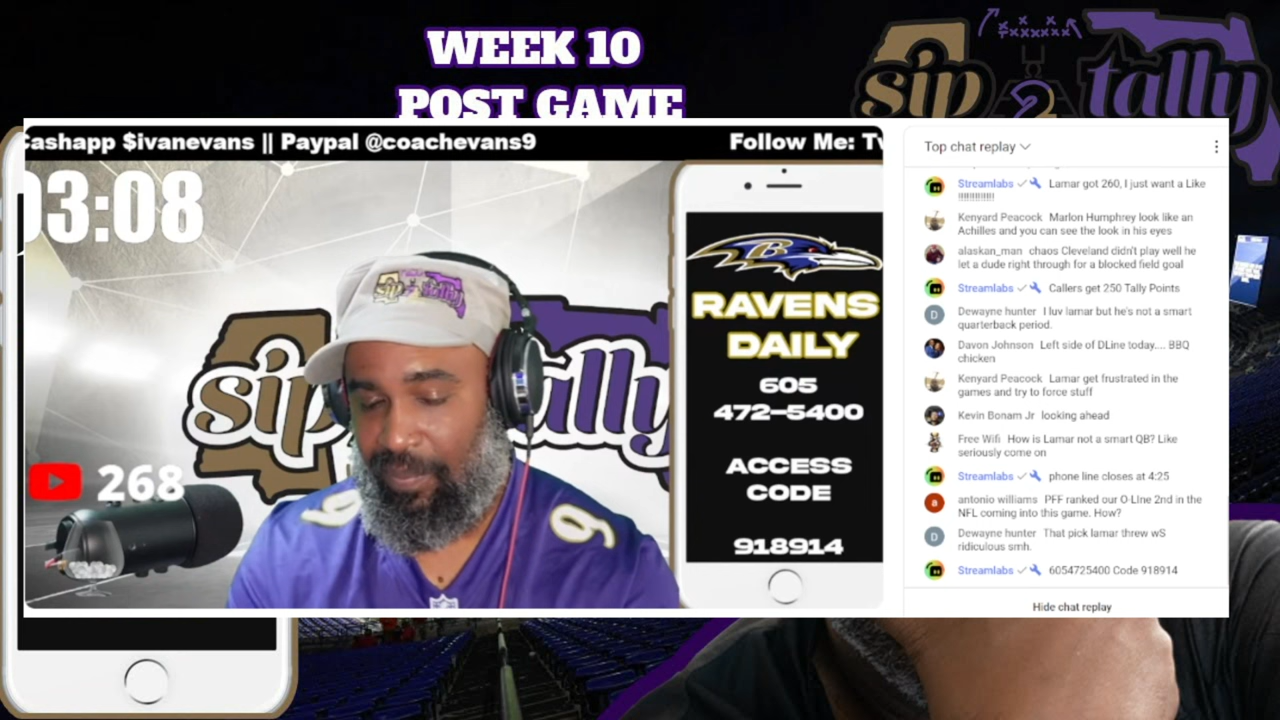 WEEK 10
POST GAME
sip 2 tally
Cashapp $ivanevans || Paypal @coachevans9
Follow Me: Tw
03:08
sip tally
sip 2 tally
268
RAVENS
DAILY
605
472-5400
ACCESS
CODE
918914
Top chat replay
Streamlabs Lamar got 260, I just want a Like
!!!!!!!!!!!!!
Kenyard Peacock Marlon Humphrey look like an
Achilles and you can see the look in his eyes
alaskan_man chaos Cleveland didn't play well he
let a dude right through for a blocked field goal
Streamlabs Callers get 250 Tally Points
Dewayne hunter I luv lamar but he's not a smart
quarterback period.
Davon Johnson Left side of DLine today.... BBQ
chicken
Kenyard Peacock Lamar get frustrated in the
games and try to force stuff
Kevin Bonam Jr looking ahead
Free Wifi How is Lamar not a smart QB? Like
seriously come on
Streamlabs phone line closes at 4:25
antonio williams PFF ranked our O-LIne 2nd in the
NFL coming into this game. How?
Dewayne hunter That pick lamar threw wS
ridiculous smh.
Streamlabs 6054725400 Code 918914
Hide chat replay